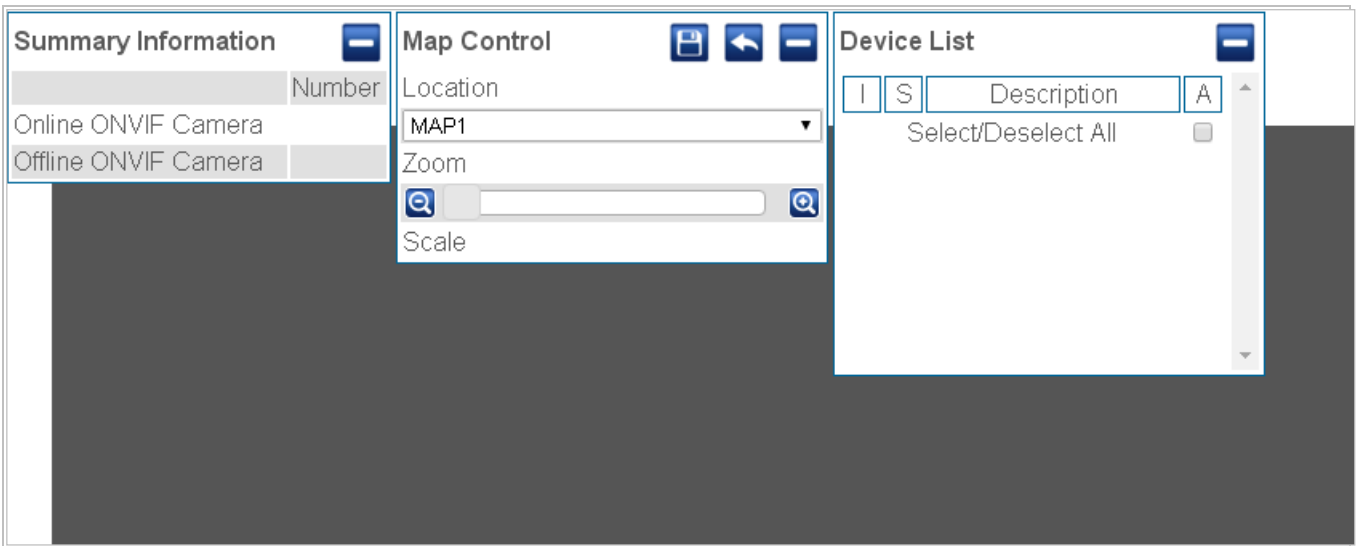 Summary Information
Number
Online ONVIF Camera
Offline ONVIF Camera
Map Control
Location
MAP1
Zoom
Scale
Device List
I S Description A
Select/Deselect All